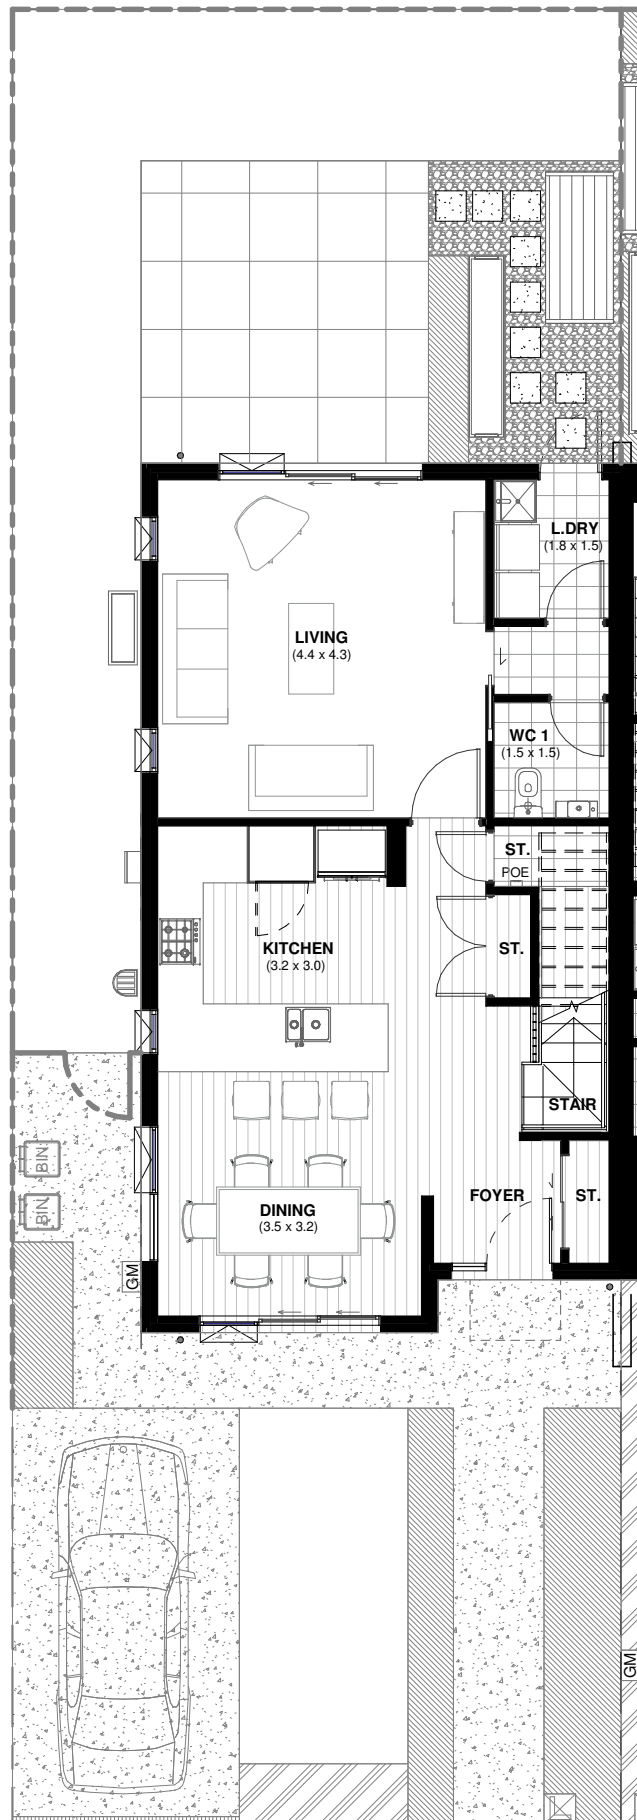 L.DRY
(1.8 x 1.5)
LIVING
(4.4 x 4.3)
WC 1
(1.5 x 1.5)
ST.
POE
KITCHEN
(3.2 x 3.0)
ST.
STAIR
BIN
BIN
DINING
(3.5 x 3.2)
FOYER
ST.
GM
GM